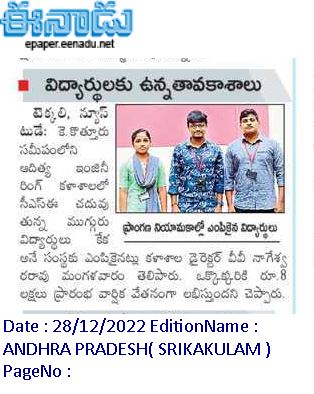 ఈనాడు
epaper.eenadu.net
విద్యార్థులకు ఉన్నతావకాశాలు
టెక్కలి, న్యూస్
టుడే: కె.కొత్తూరు
సమీపంలోని
ఆదిత్య ఇంజినీ
రింగ్ కళాశాలలో
సీఎస్ఈ చదువు
తున్న ముగ్గురు
విద్యార్థులు కేక
ప్రాంగణ నియామకాల్లో ఎంపికైన విద్యార్థులు
అనే సంస్థకు ఎంపికైనట్లు కళాశాల డైరెక్టర్ వీవీ నాగేశ్వ
రరావు మంగళవారం తెలిపారు. ఒక్కొక్కరికి రూ.8
లక్షలు ప్రారంభ వార్షిక వేతనంగా లభిస్తుందని చెప్పారు.
Date : 28/12/2022 EditionName :
ANDHRA PRADESH( SRIKAKULAM )
PageNo :